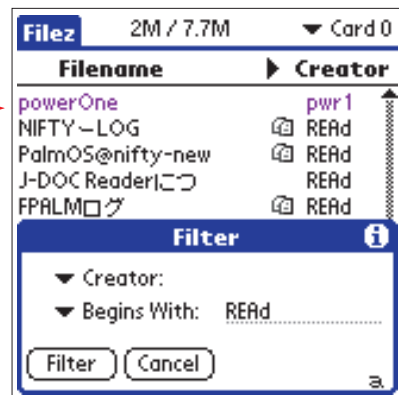 Filez 2M / 7.7M Card 0
Filename Creator
powerOne pwr1
NIFTY－LOG REAd
PalmOS@nifty-new REAd
J-DOC Readerにつ REAd
FPALMログ REAd
Filter
Creator:
Begins With: REAd
Filter Cancel
a